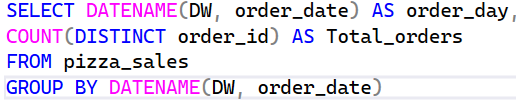 SELECT DATENAME(DW, order_date) AS order_day,
COUNT(DISTINCT order_id) AS Total_orders
FROM pizza_sales
GROUP BY DATENAME(DW, order_date)